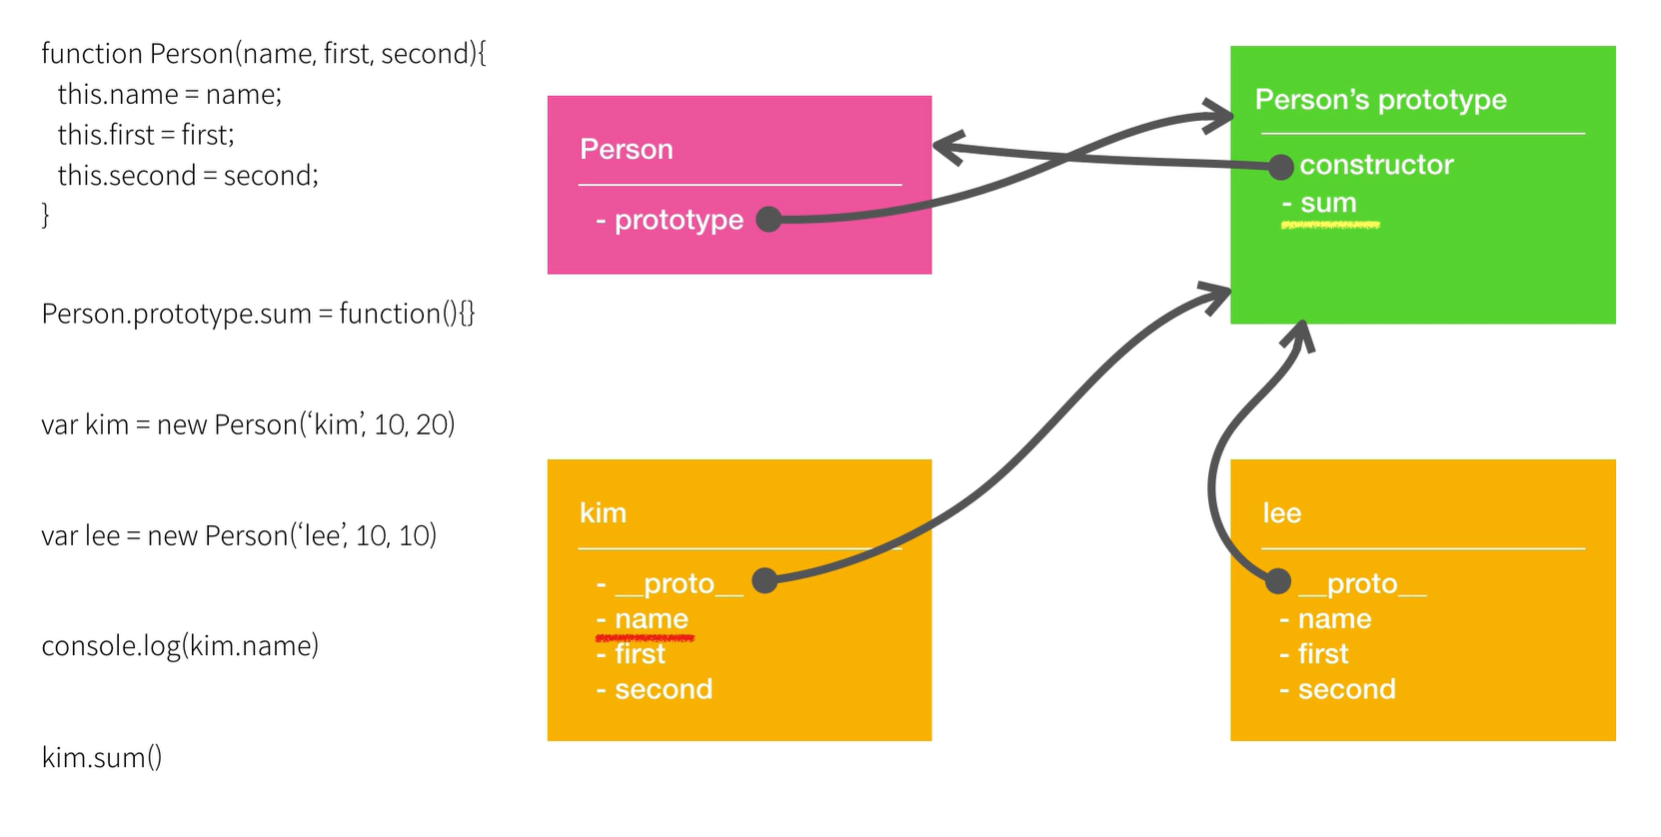 function Person(name, first, second){
this.name = name;
this.first = first;
this.second = second;
}
Person.prototype.sum = function(){}
var kim = new Person(‘kim’, 10, 20)
var lee = new Person(‘lee’, 10, 10)
console.log(kim.name)
kim.sum()
Person
- prototype
Person’s prototype
constructor
- sum
kim
- __proto__
- name
- first
- second
lee
__proto__
- name
- first
- second